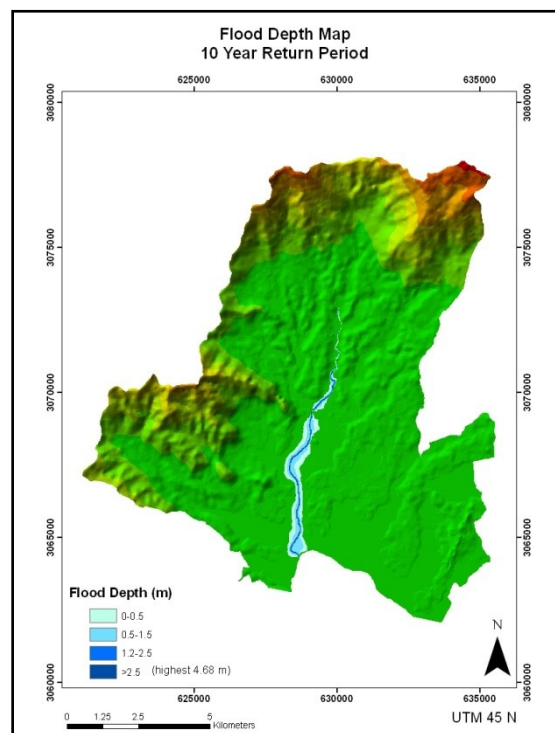 Flood Depth Map
10 Year Return Period
625000 630000 635000
3080000 3080000
3075000 3075000
3070000 3070000
3065000 3065000
3060000 3060000
Flood Depth (m)
0-0.5
0.5-1.5
1.2-2.5
>2.5 (highest 4.68 m)
N
625000 630000 635000
0 1.25 2.5 5
Kilometers
UTM 45 N